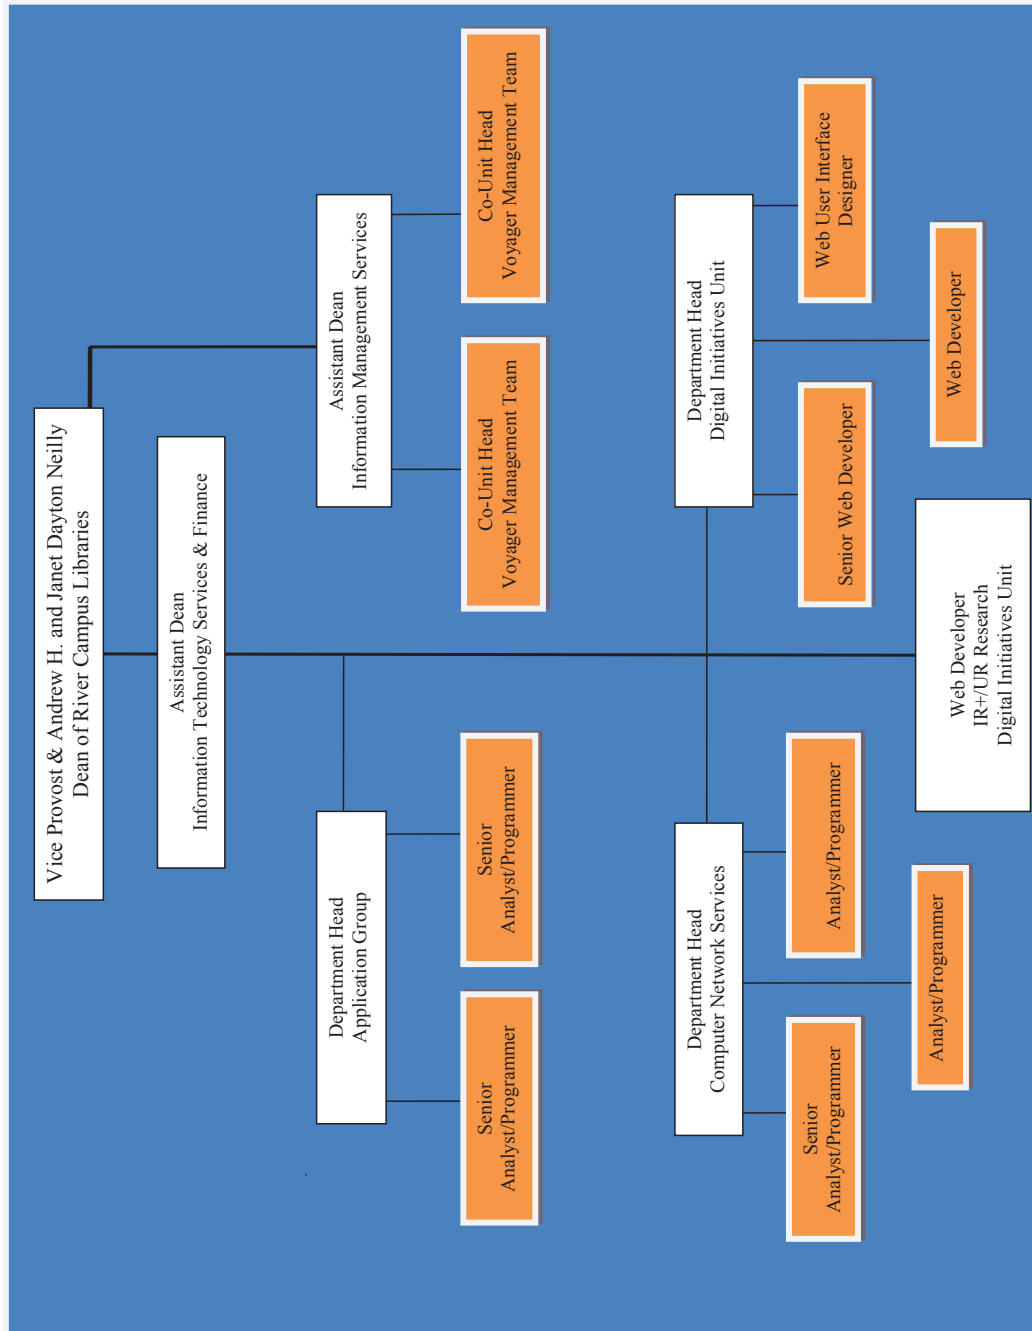 Vice Provost & Andrew H. and Janet Dayton Neilly
Dean of River Campus Libraries
Assistant Dean
Information Technology Services & Finance
Department Head
Application Group
Assistant Dean
Information Management Services
Senior
Analyst/Programmer
Senior
Analyst/Programmer
Co-Unit Head
Voyager Management Team
Co-Unit Head
Voyager Management Team
Department Head
Computer Network Services
Department Head
Digital Initiatives Unit
Senior
Analyst/Programmer
Analyst/Programmer
Senior Web Developer
Web User Interface
Designer
Analyst/Programmer
Web Developer
IR+/UR Research
Digital Initiatives Unit
Web Developer